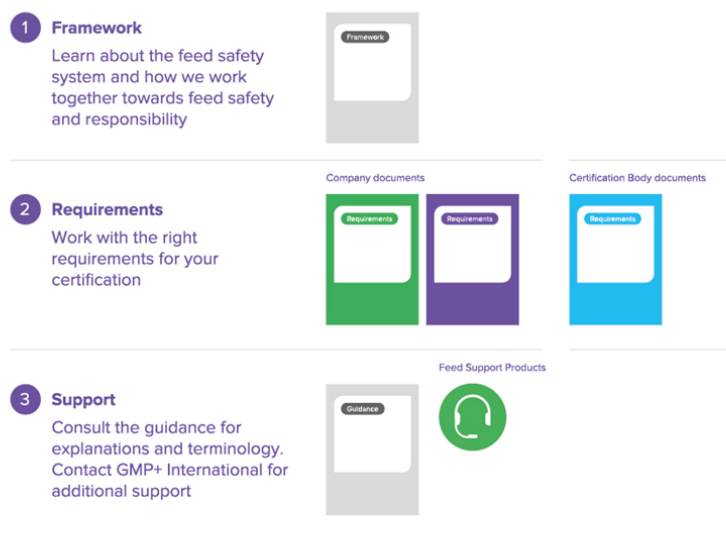 1 Framework
Learn about the feed safety
system and how we work
together towards feed safety
and responsibility
Framework
Company documents
Certification Body documents
2 Requirements
Work with the right
requirements for your
certification
Requirements
Requirements
Requirements
Feed Support Products
3 Support
Consult the guidance for
explanations and terminology.
Contact GMP+ International for
additional support
Guidance